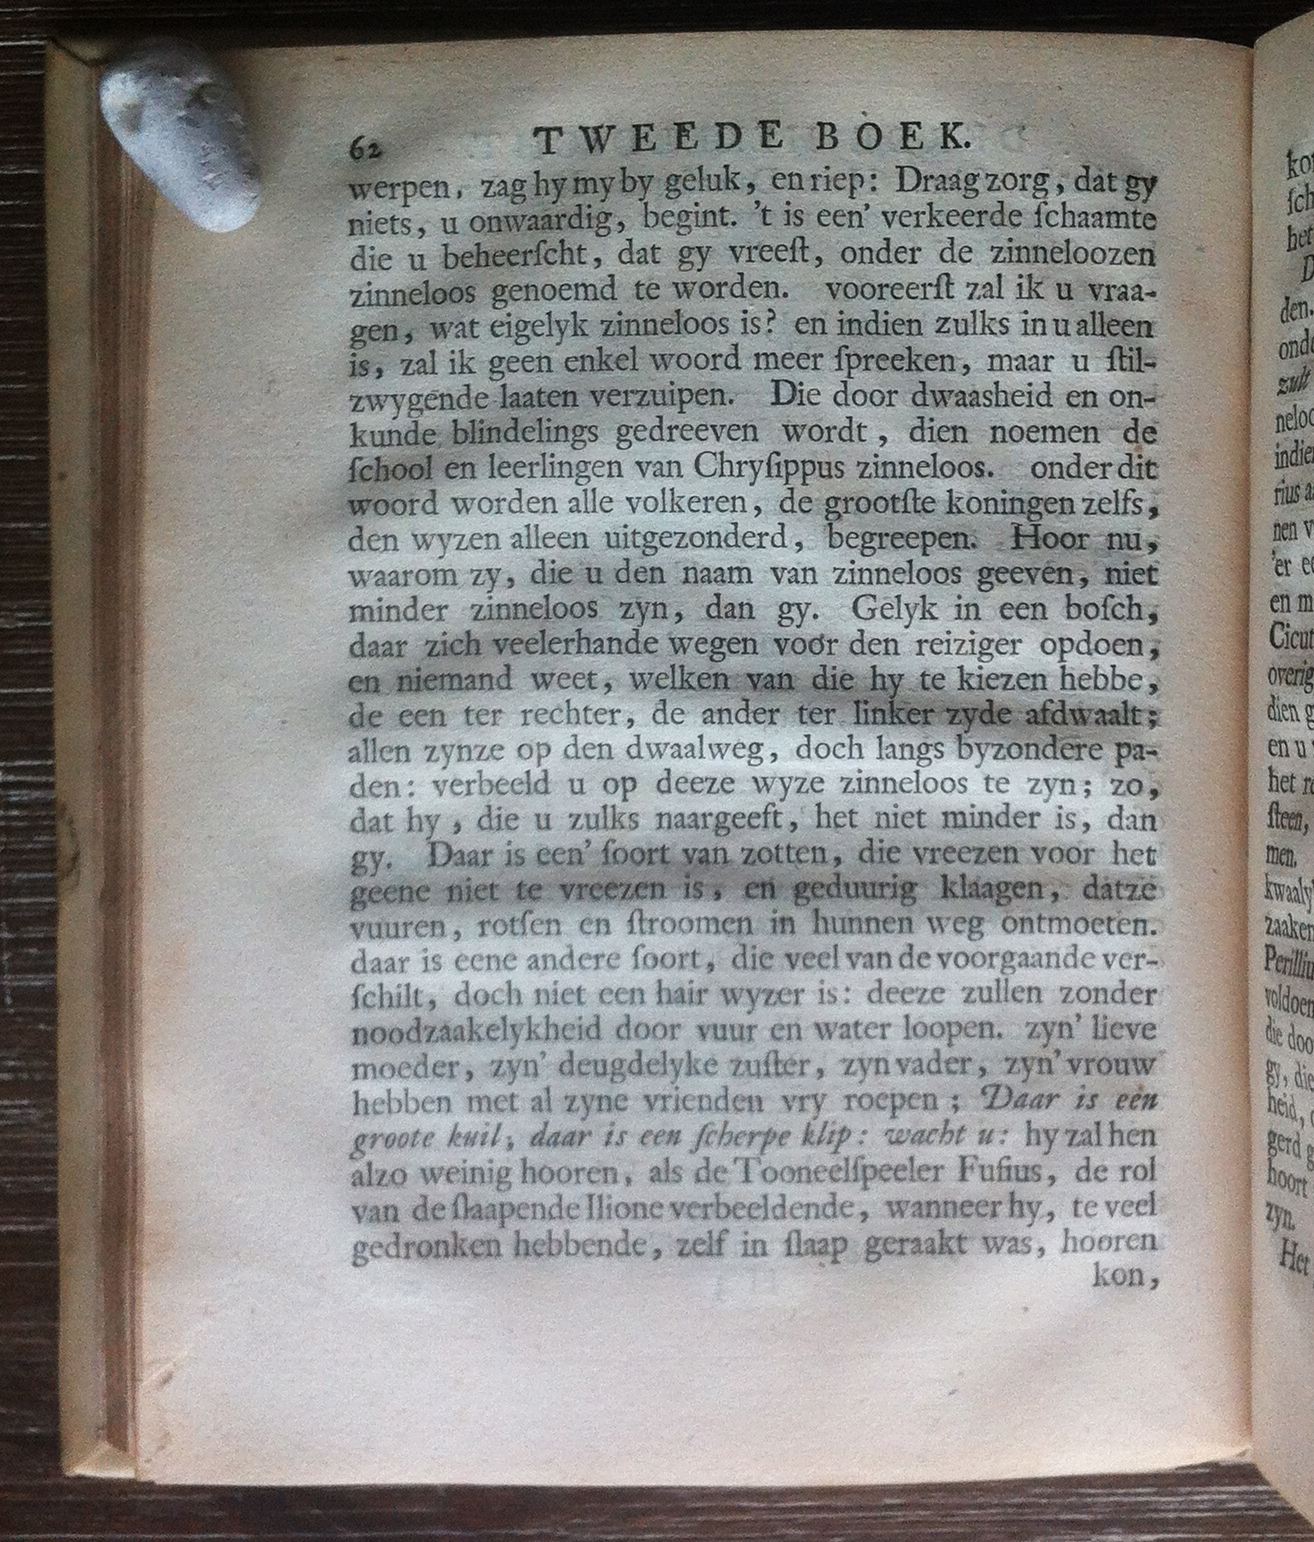 62 TWEEDE BOEK.
werpen, zag hy my by geluk, en riep: Draag zorg, dat gy
niets, u onwaardig, begint. 't is een' verkeerde ſchaamte
die u beheerſcht, dat gy vreeſt, onder de zinneloozen
zinneloos genoemd te worden. vooreerſt zal ik u vraa-
gen, wat eigelyk zinneloos is? en indien zulks in u alleen
is, zal ik geen enkel woord meer ſpreeken, maar u ſtil-
zwygende laaten verzuipen. Die door dwaasheid en on-
kunde blindelings gedreeven wordt, dien noemen de
ſchool en leerlingen van Chryſippus zinneloos. onder dit
woord worden alle volkeren, de grootſte koningen zelfs,
den wyzen alleen uitgezonderd, begreepen. Hoor nu,
waarom zy, die u den naam van zinneloos geeven, niet
minder zinneloos zyn, dan gy. Gelyk in een boſch,
daar zich veelerhande wegen voor den reiziger opdoen,
en niemand weet, welken van die hy te kiezen hebbe,
de een ter rechter, de ander ter linker zyde afdwaalt;
allen zynze op den dwaalweg, doch langs byzondere pa-
den: verbeeld u op deeze wyze zinneloos te zyn; zo,
dat hy, die u zulks naargeeft, het niet minder is, dan
gy. Daar is een' ſoort van zotten, die vreezen voor het
geene niet te vreezen is, en geduurig klaagen, datze
vuuren, rotſen en ſtroomen in hunnen weg ontmoeten.
daar is eene andere ſoort, die veel van de voorgaande ver-
ſchilt, doch niet een hair wyzer is: deeze zullen zonder
noodzaakelykheid door vuur en water loopen. zyn' lieve
moeder, zyn' deugdelyke zuſter, zyn vader, zyn' vrouw
hebben met al zyne vrienden vry roepen; Daar is een
groote kuil, daar is een ſcherpe klip: wacht u: hy zal hen
alzo weinig hooren, als de Tooneelſpeeler Fuſius, de rol
van de ſlaapende Ilione verbeeldende, wanneer hy, te veel
gedronken hebbende, zelf in ſlaap geraakt was, hooren
kon,